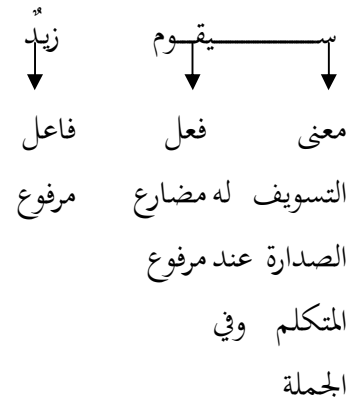 سـيقـوم زيدٌ
معنى فعل فاعل
التسويف له مضارع مرفوع
الصدارة عند مرفوع
المتكلم وفي
الجملة